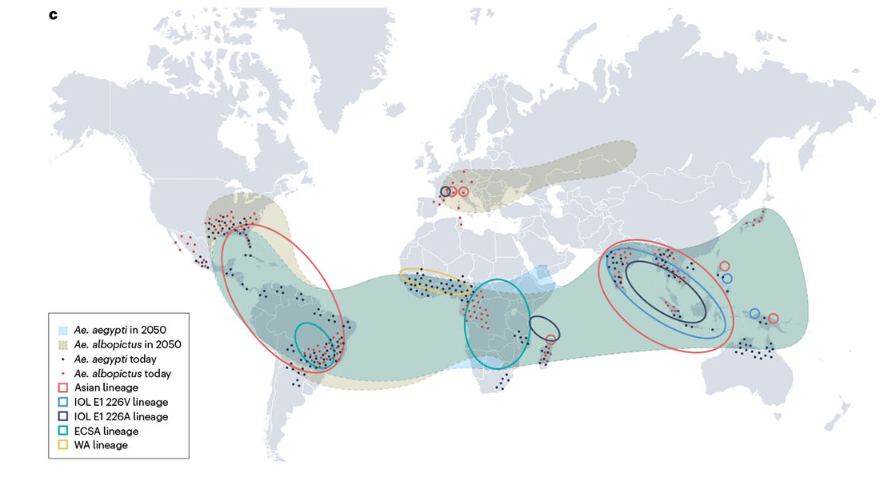 c
Ae. aegypti in 2050
Ae. albopictus in 2050
Ae. aegypti today
Ae. albopictus today
Asian lineage
IOL E1 226V lineage
IOL E1 226A lineage
ECSA lineage
WA lineage